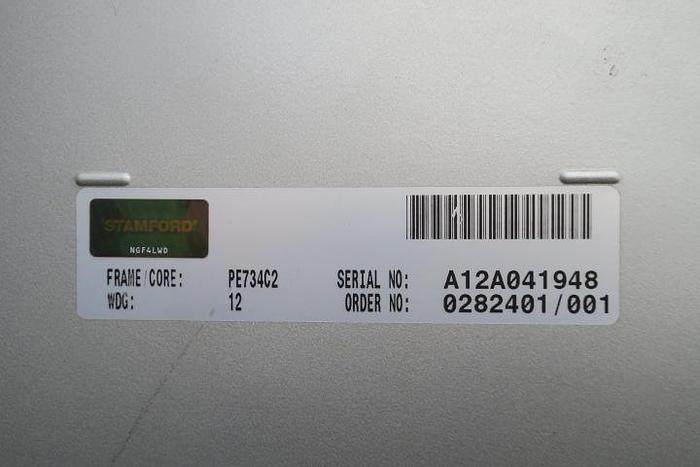 STAMFORD
NGF4LWD
FRAME/CORE: PE734C2 SERIAL NO: A12A041948
WDG: 12 ORDER NO: 0282401/001